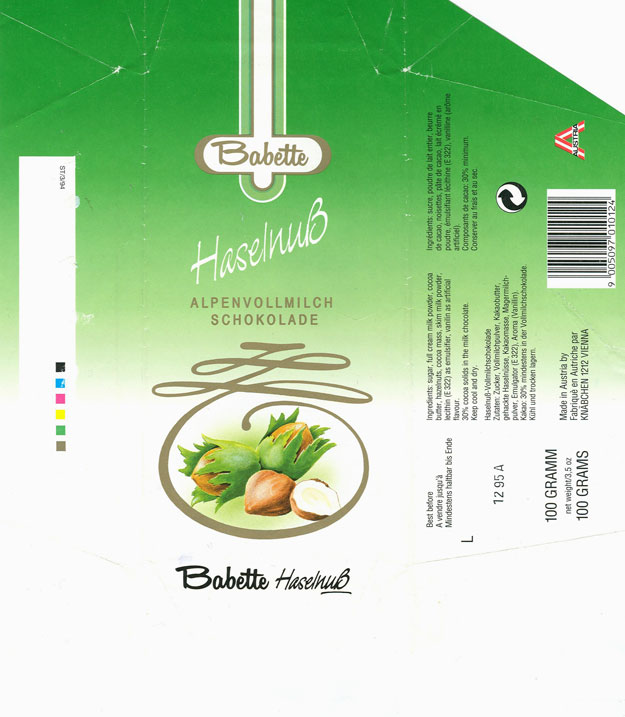 Babette
Haselnuß
ALPENVOLLMILCH
SCHOKOLADE
Babette Haselnuß
ST/3/94
Ingrédients: sucre, poudre de lait entier, beurre
de cacao, noisettes, pâte de cacao, lait écrémé en
poudre, émulsifiant lécithine (E 322), vanilline (arôme
artificiel).
Composants de cacao: 30% minimum.
Conserver au frais et au sec.
Ingredients: sugar, full cream milk powder, cocoa
butter, hazelnuts, cocoa mass, skim milk powder,
lecithin (E 322) as emulsifier, vanilin as artificial
flavour.
30% cocoa solids in the milk chocolate.
Keep cool and dry.
Haselnuß-Vollmilchschokolade
Zutaten: Zucker, Vollmilchpulver, Kakaobutter,
gehackte Haselnüsse, Kakaomasse, Magermilch-
pulver, Emulgator (E 322), Aroma (Vanillin).
Kakao: 30% mindestens in der Vollmilchschokolade.
Kühl und trocken lagern.
Best before
A vendre jusqu'à
Mindestens haltbar bis Ende
L
12 95 A
AUSTRIA
9 005097 010124
Made in Austria by
Fabriqué en Autriche par
KNABCHEN 1212 VIENNA
100 GRAMM
net weight/3,5 oz
100 GRAMS